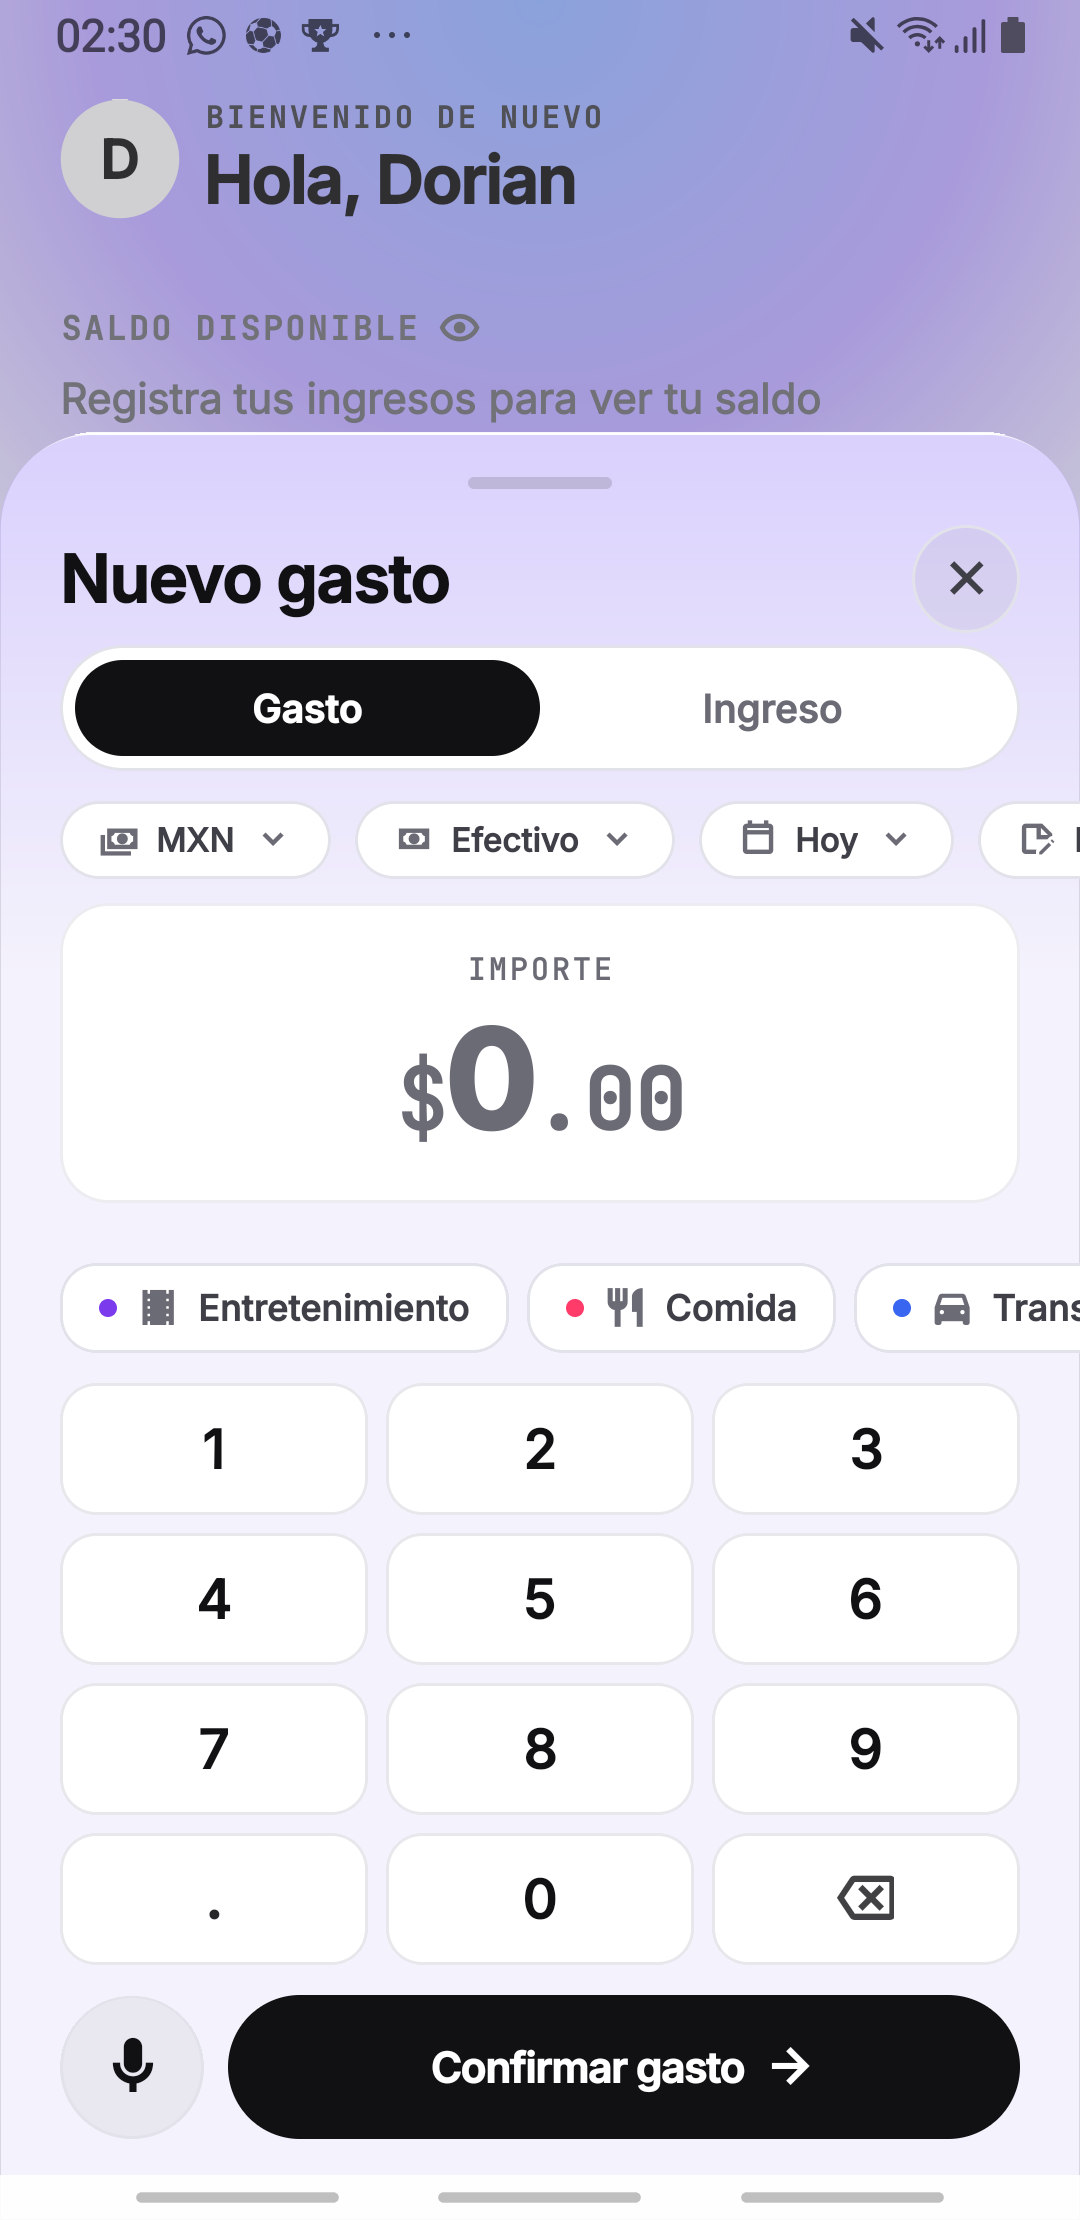 02:30
BIENVENIDO DE NUEVO
D
Hola, Dorian
SALDO DISPONIBLE
Registra tus ingresos para ver tu saldo
Nuevo gasto
Gasto Ingreso
MXN Efectivo Hoy
IMPORTE
$0.00
Entretenimiento Comida Trans
1 2 3
4 5 6
7 8 9
. 0
Confirmar gasto →